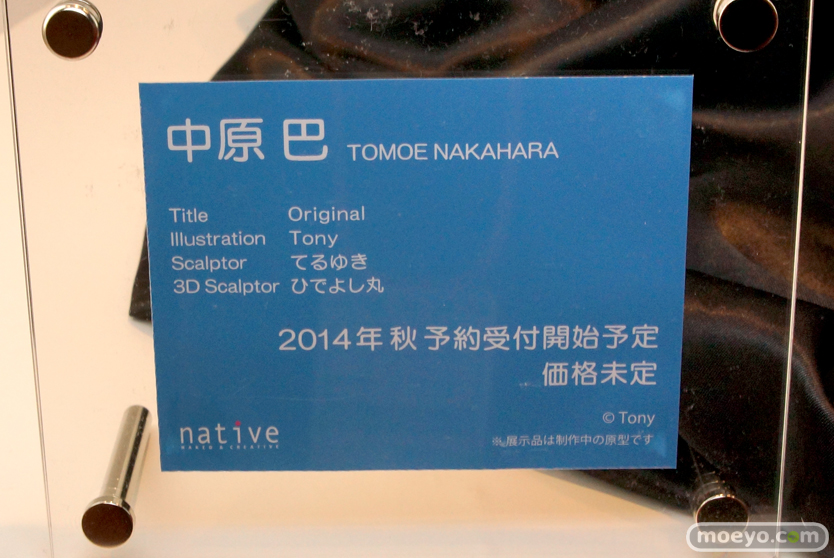 中原 巴 TOMOE NAKAHARA
Title Original
Illustration Tony
Scalptor てるゆき
3D Scalptor ひでよし丸
2014年 秋 予約受付開始予定
価格未定
© Tony
※展示品は制作中の原型です
native
MAKER & CREATIVE
moeyo.com